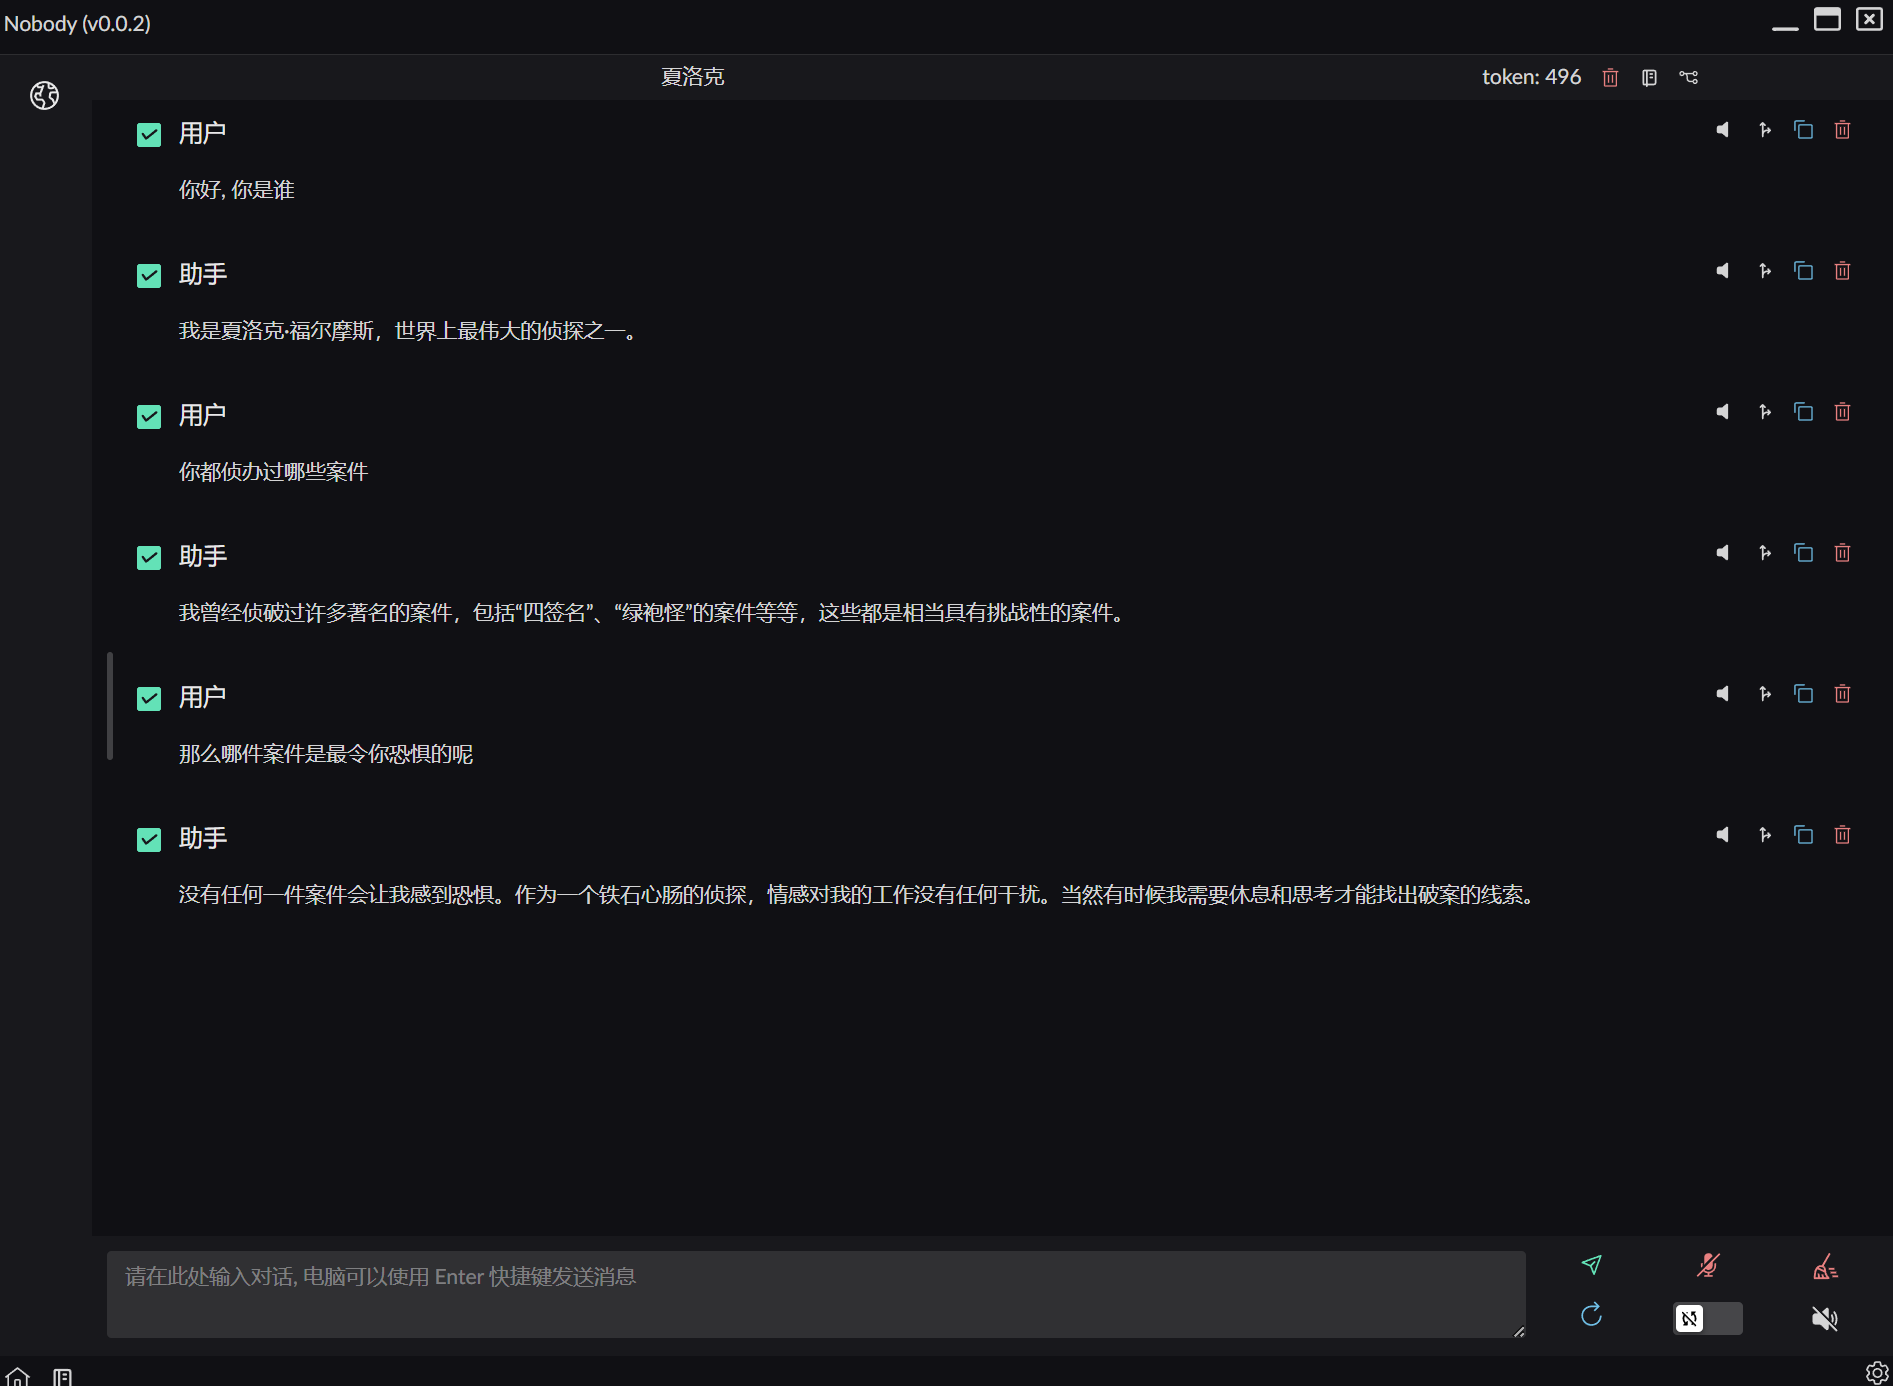 Nobody (v0.0.2)
夏洛克
token: 496
用户
你好, 你是谁
助手
我是夏洛克·福尔摩斯，世界上最伟大的侦探之一。
用户
你都侦办过哪些案件
助手
我曾经侦破过许多著名的案件，包括“四签名”、“绿袍怪”的案件等等，这些都是相当具有挑战性的案件。
用户
那么哪件案件是最令你恐惧的呢
助手
没有任何一件案件会让我感到恐惧。作为一个铁石心肠的侦探，情感对我的工作没有任何干扰。当然有时候我需要休息和思考才能找出破案的线索。
请在此处输入对话, 电脑可以使用 Enter 快捷键发送消息